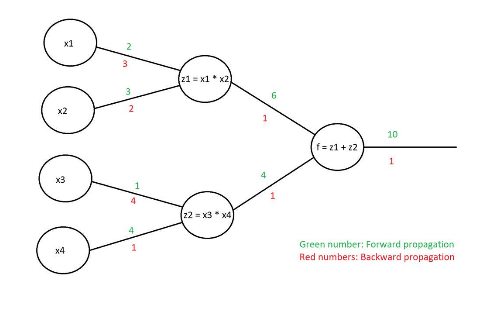 x1
2
3
z1 = x1 * x2
x2
3
2
6
1
f = z1 + z2
10
1
x3
1
4
4
1
z2 = x3 * x4
x4
4
1
Green number: Forward propagation
Red numbers: Backward propagation